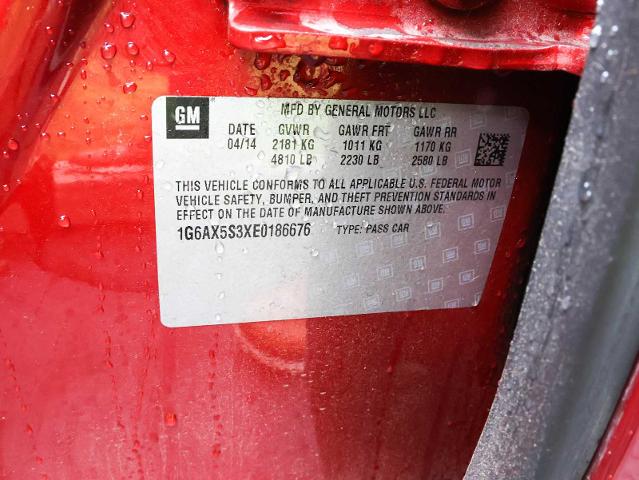 GM
MFD BY GENERAL MOTORS LLC
DATE GVWR GAWR FRT GAWR RR
04/14 2181 KG 1011 KG 1170 KG
4810 LB 2230 LB 2580 LB
THIS VEHICLE CONFORMS TO ALL APPLICABLE U.S. FEDERAL MOTOR
VEHICLE SAFETY, BUMPER, AND THEFT PREVENTION STANDARDS IN
EFFECT ON THE DATE OF MANUFACTURE SHOWN ABOVE.
1G6AX5S3XE0186676 TYPE: PASS CAR